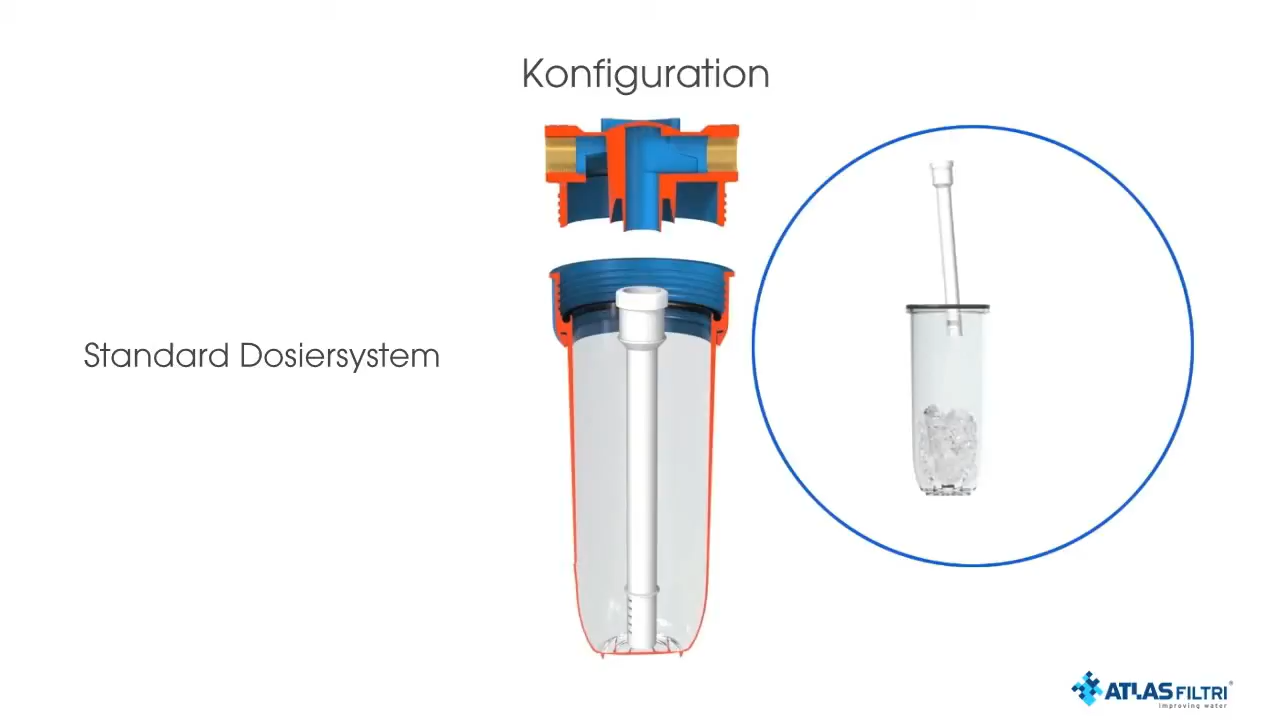 Konfiguration
Standard Dosiersystem
ATLAS FILTRI®
improving water